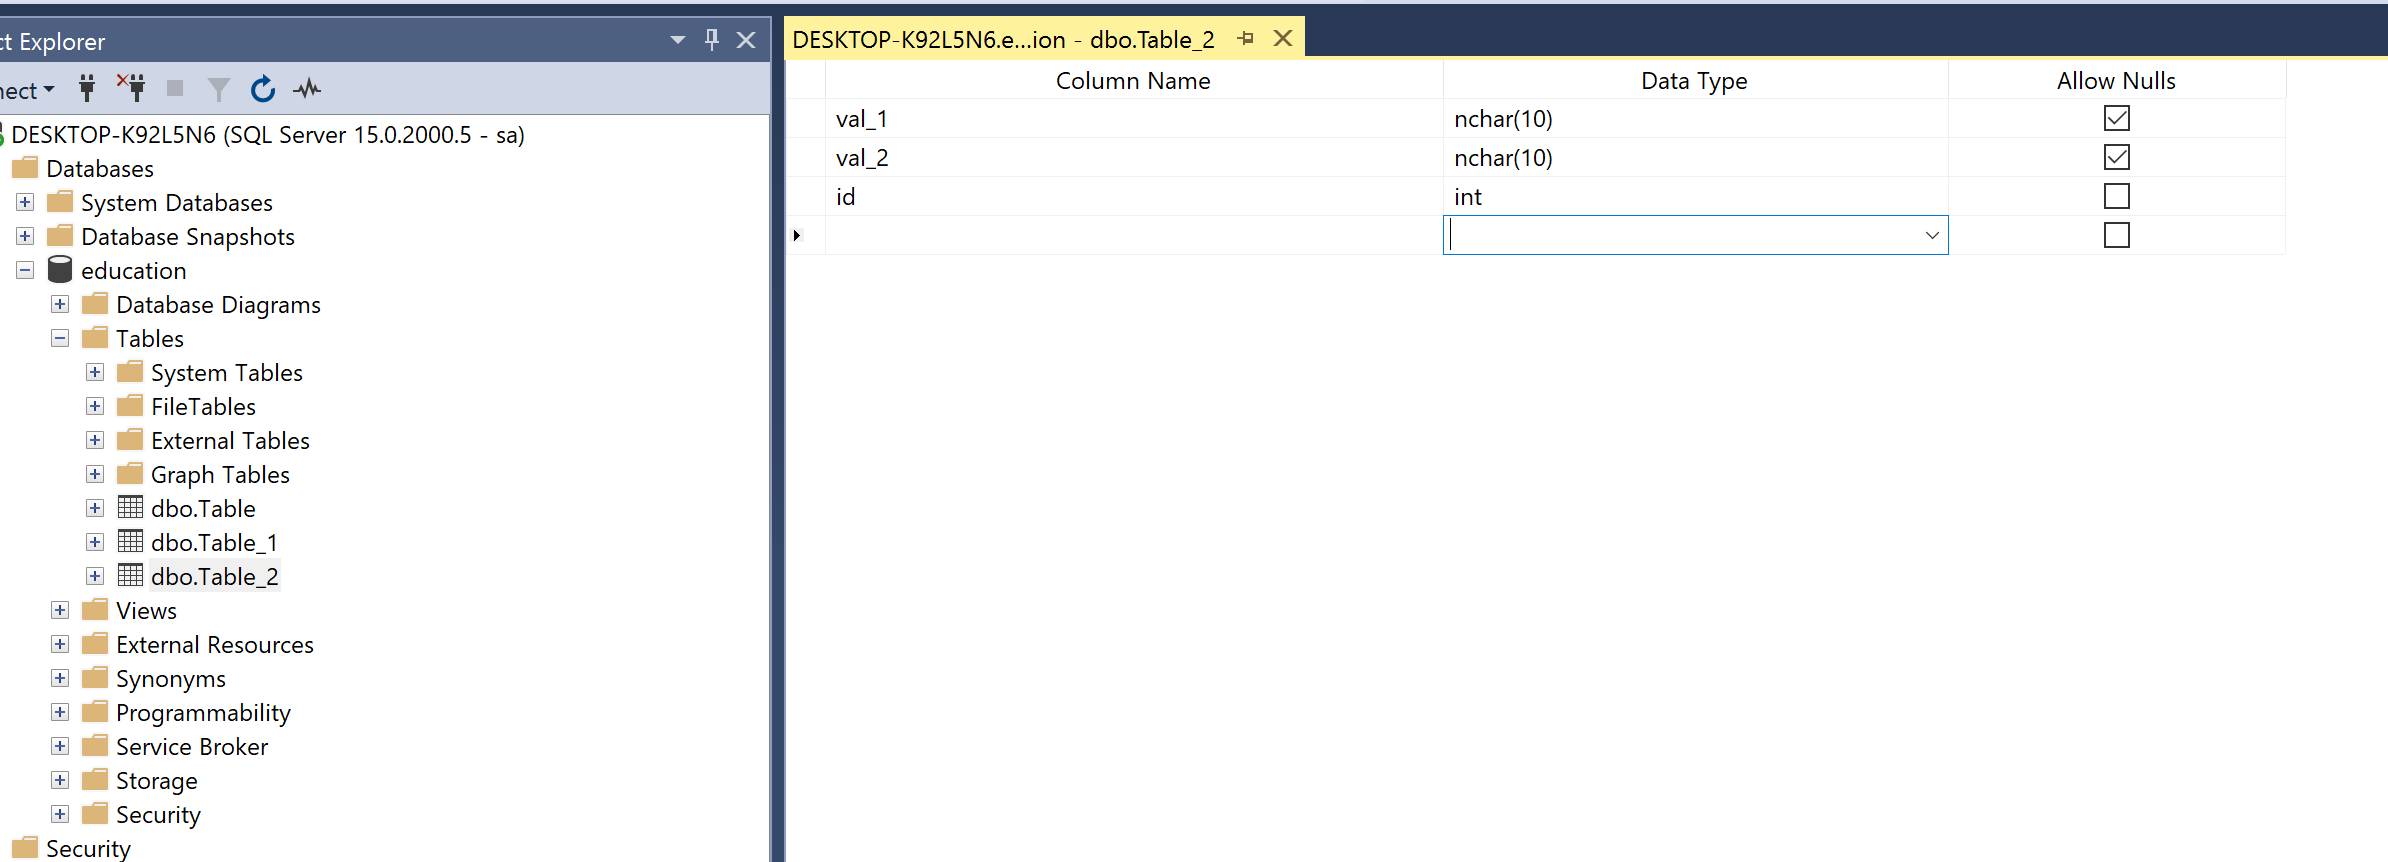 ct Explorer
nect
DESKTOP-K92L5N6 (SQL Server 15.0.2000.5 - sa)
Databases
System Databases
Database Snapshots
education
Database Diagrams
Tables
System Tables
FileTables
External Tables
Graph Tables
dbo.Table
dbo.Table_1
dbo.Table_2
Views
External Resources
Synonyms
Programmability
Service Broker
Storage
Security
Security
DESKTOP-K92L5N6.e...ion - dbo.Table_2
Column Name Data Type Allow Nulls
val_1 nchar(10)
val_2 nchar(10)
id int